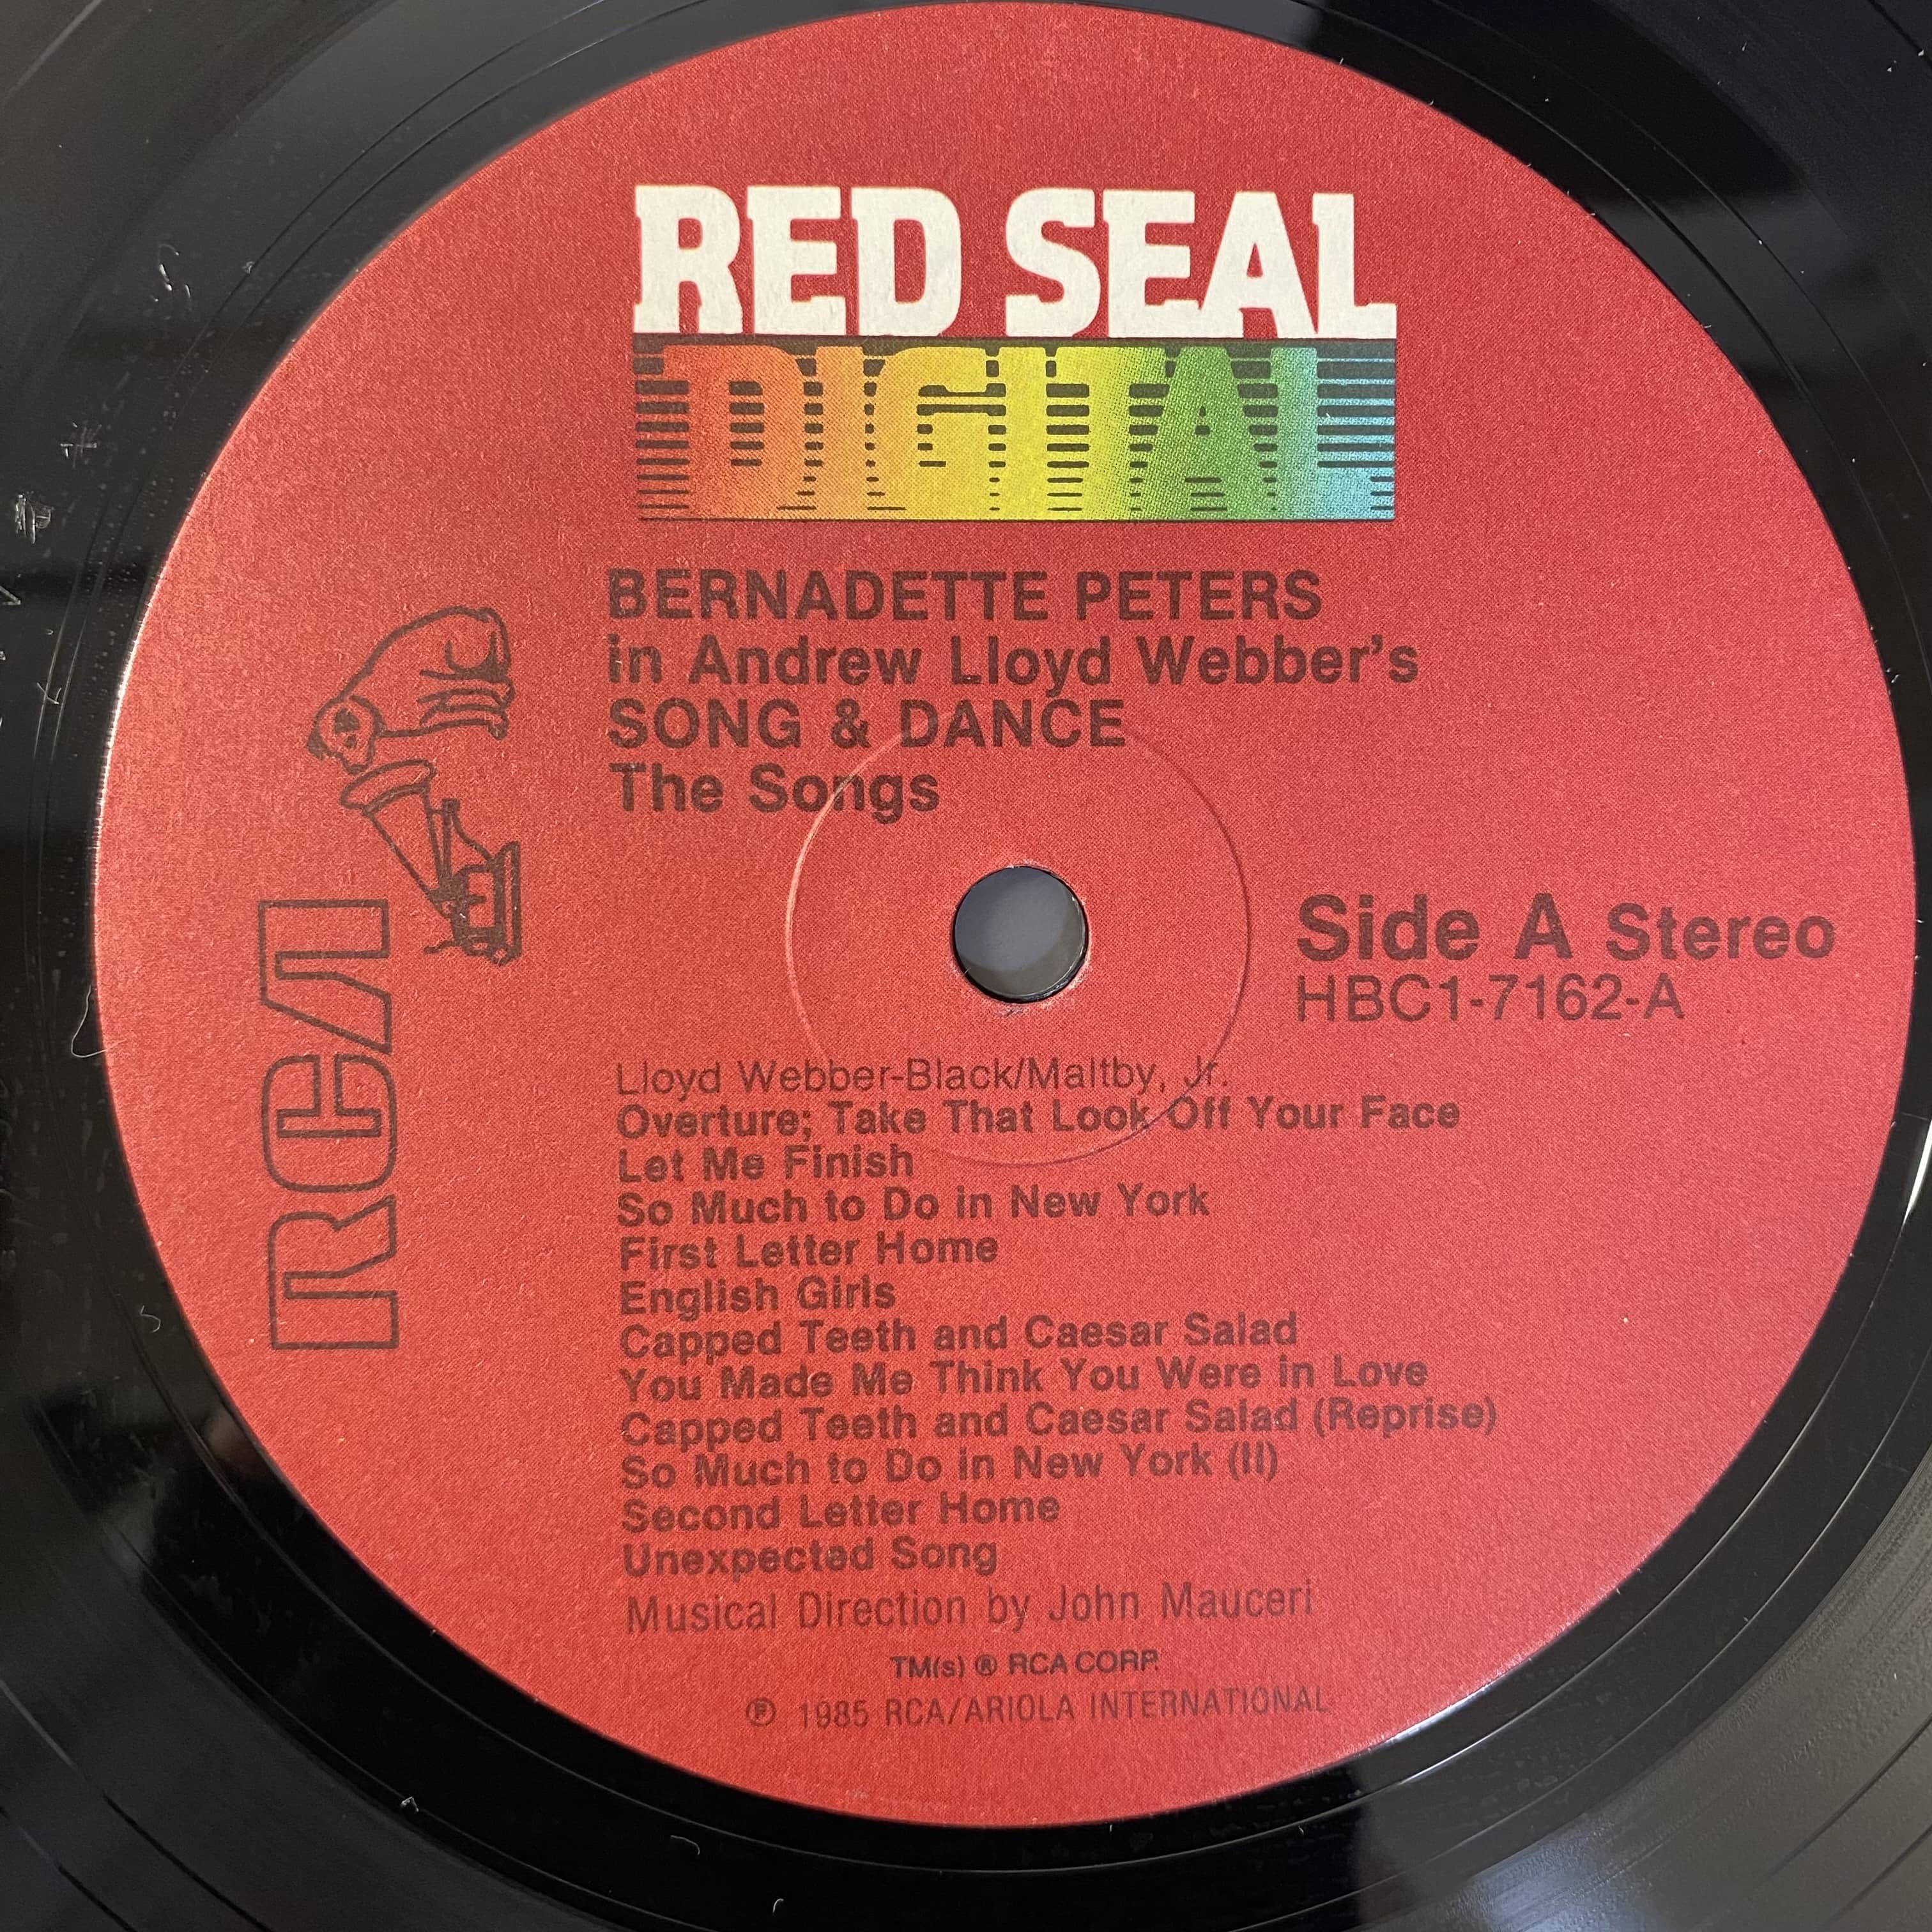 RED SEAL
DIGITAL
BERNADETTE PETERS
in Andrew Lloyd Webber's
SONG & DANCE
The Songs
Side A Stereo
HBC1-7162-A
RCA
Lloyd Webber-Black/Maltby, Jr.
Overture; Take That Look Off Your Face
Let Me Finish
So Much to Do in New York
First Letter Home
English Girls
Capped Teeth and Caesar Salad
You Made Me Think You Were in Love
Capped Teeth and Caesar Salad (Reprise)
So Much to Do in New York (II)
Second Letter Home
Unexpected Song
Musical Direction by John Mauceri
TM(s) ® RCA CORP.
℗ 1985 RCA/ARIOLA INTERNATIONAL